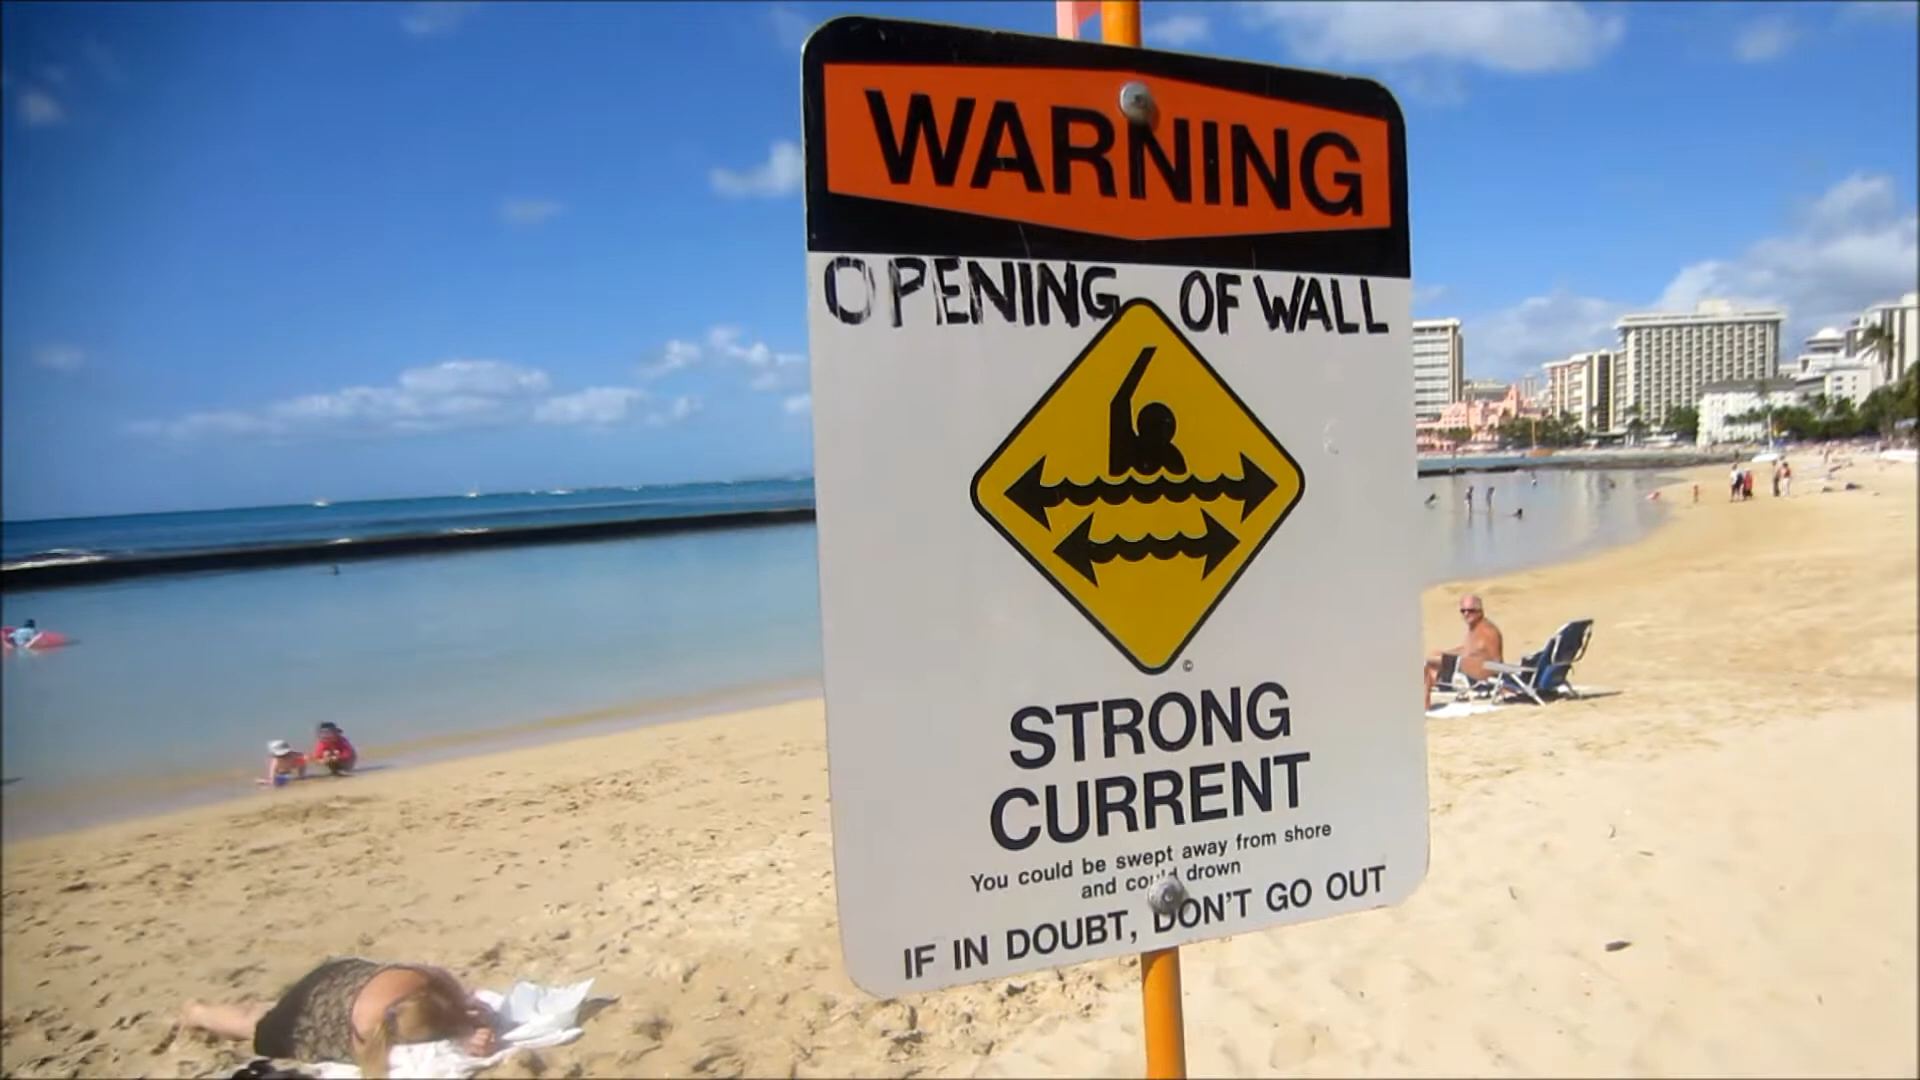 WARNING
OPENING OF WALL
©
STRONG
CURRENT
You could be swept away from shore
and could drown
IF IN DOUBT, DON'T GO OUT